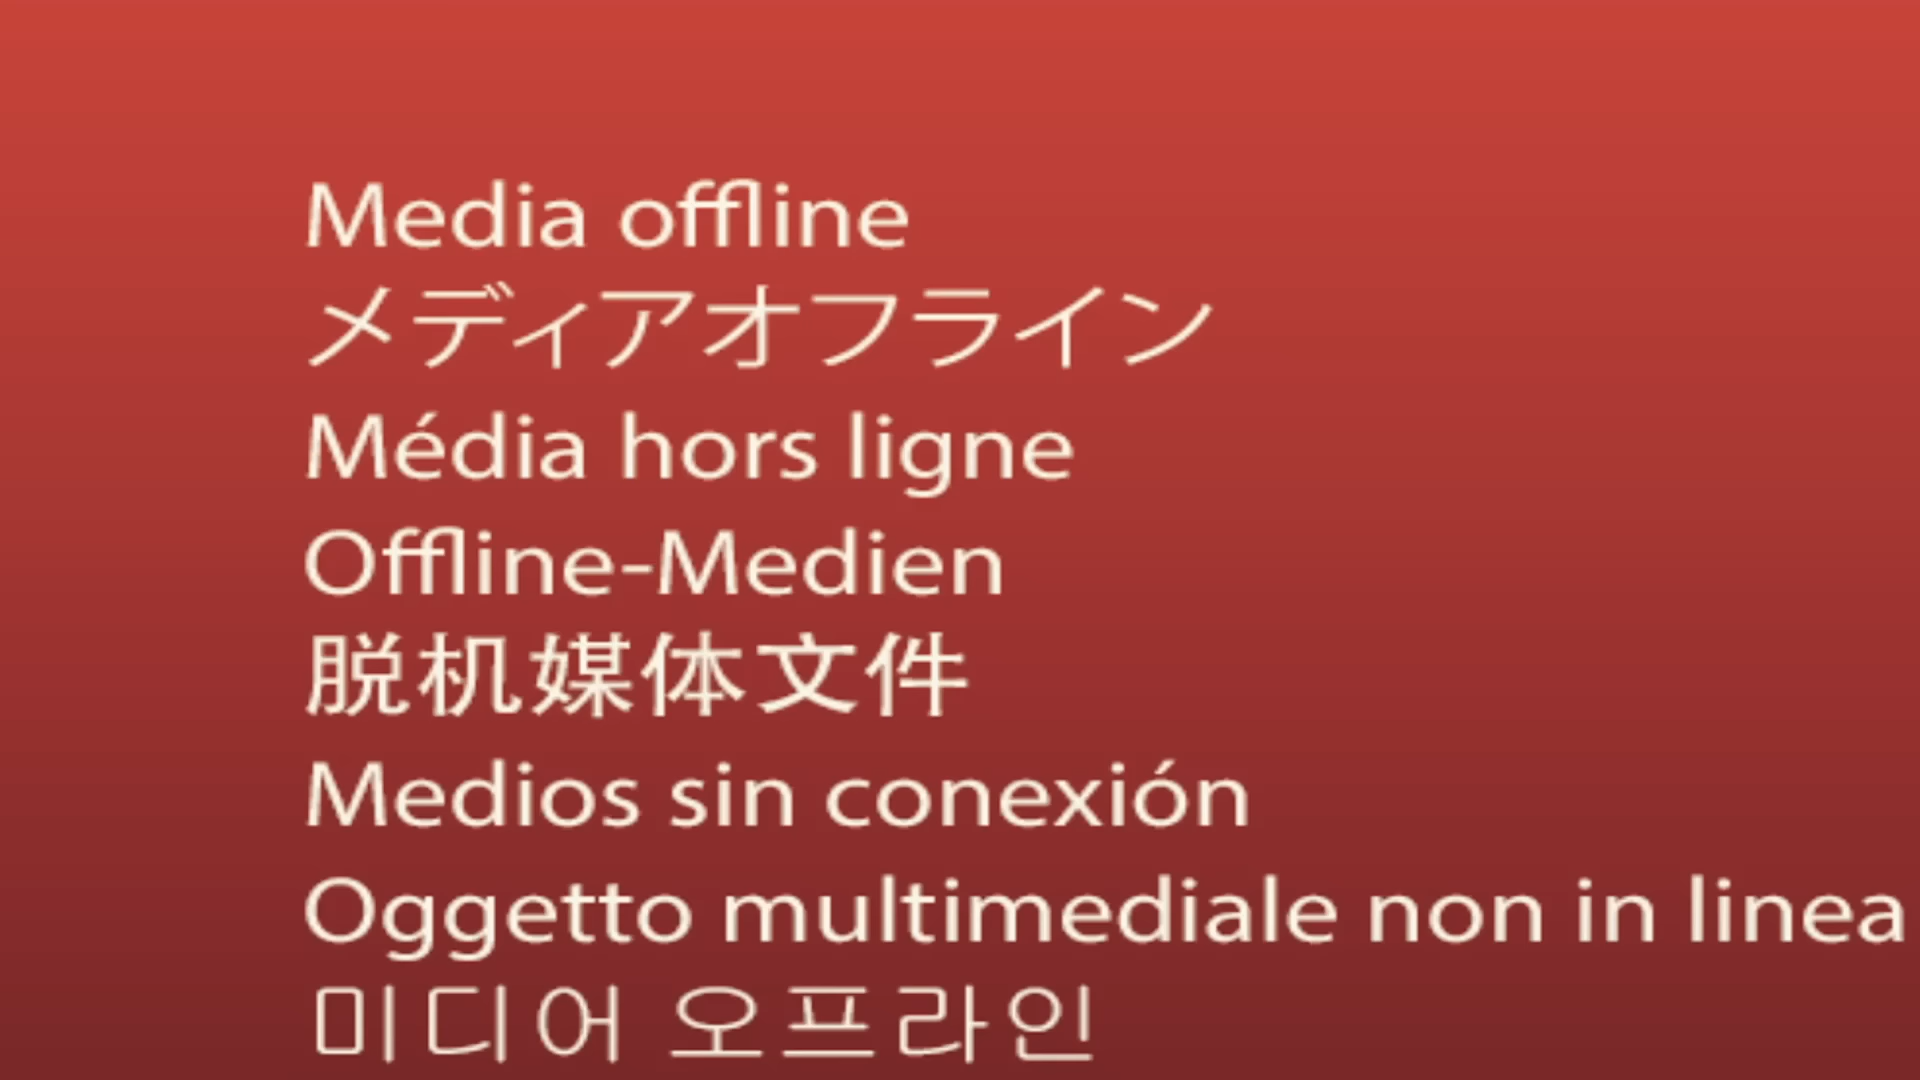 Media offline
メディアオフライン
Média hors ligne
Offline-Medien
脱机媒体文件
Medios sin conexión
Oggetto multimediale non in linea
미디어 오프라인